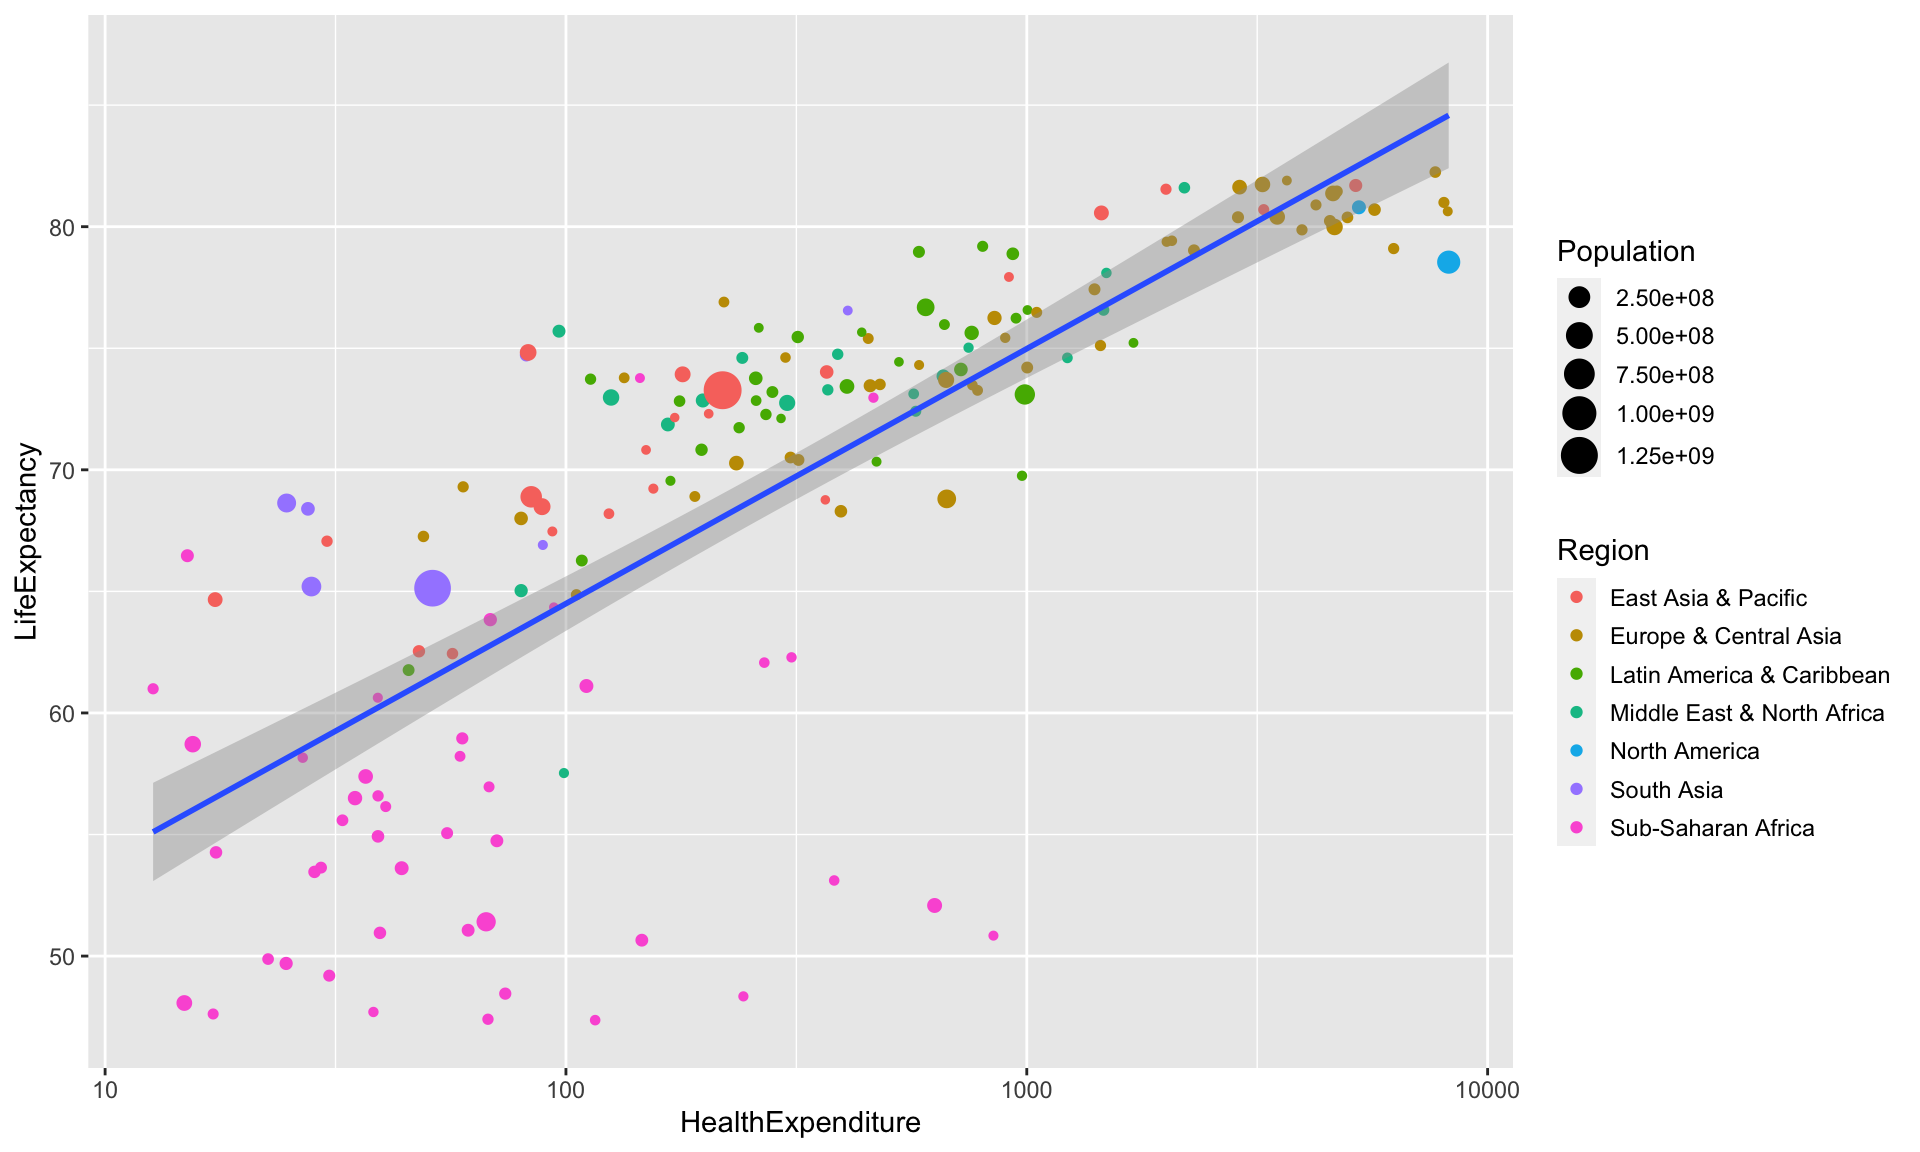 LifeExpectancy
80
70
60
50
10 100 1000 10000
HealthExpenditure
Population
2.50e+08
5.00e+08
7.50e+08
1.00e+09
1.25e+09
Region
East Asia & Pacific
Europe & Central Asia
Latin America & Caribbean
Middle East & North Africa
North America
South Asia
Sub-Saharan Africa